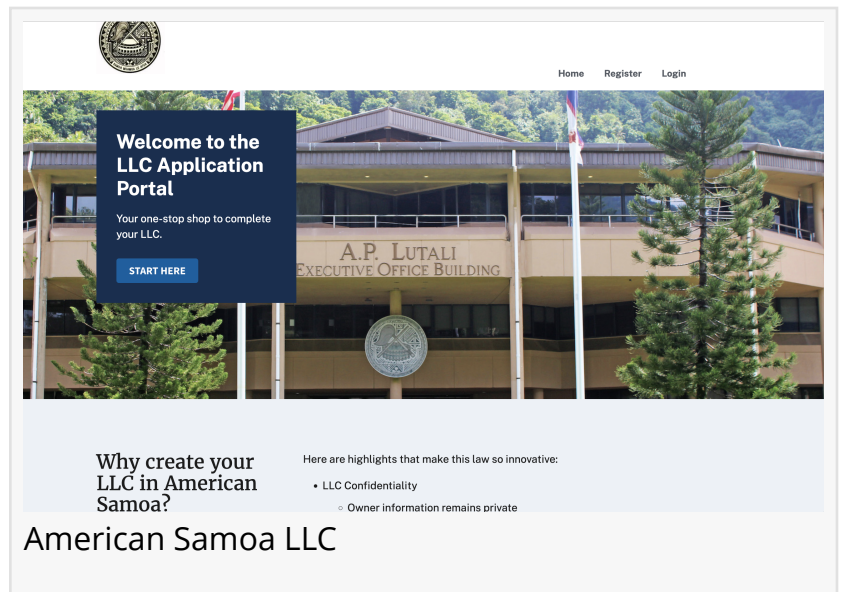 Home Register Login
Welcome to the
LLC Application
Portal
Your one-stop shop to complete
your LLC.
START HERE
A.P. LUTALI
EXECUTIVE OFFICE BUILDING
Why create your
LLC in American
Samoa?
Here are highlights that make this law so innovative:
• LLC Confidentiality
○ Owner information remains private
American Samoa LLC